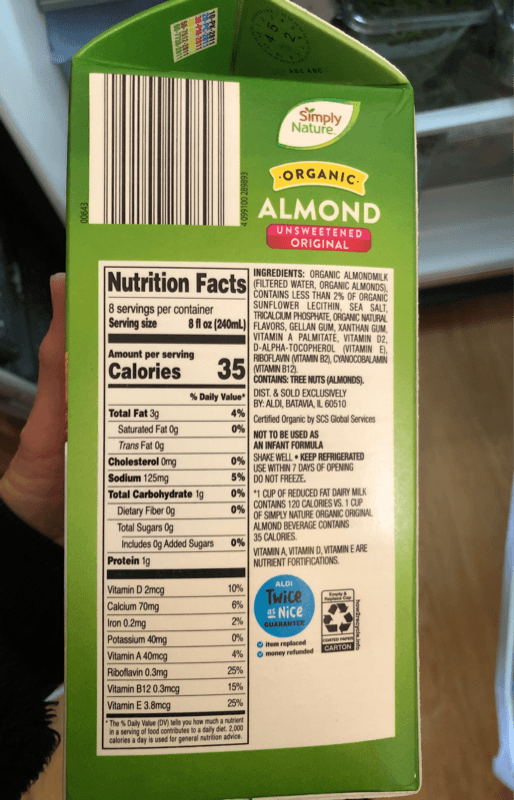 Simply
Nature
·ORGANIC·
ALMOND
UNSWEETENED
ORIGINAL
00643
4 099100 289893
Nutrition Facts
8 servings per container
Serving size 8 fl oz (240mL)
Amount per serving
Calories 35
% Daily Value*
Total Fat 3g 4%
Saturated Fat 0g 0%
Trans Fat 0g
Cholesterol 0mg 0%
Sodium 125mg 5%
Total Carbohydrate 1g 0%
Dietary Fiber 0g 0%
Total Sugars 0g
Includes 0g Added Sugars 0%
Protein 1g
Vitamin D 2mcg 10%
Calcium 70mg 6%
Iron 0.2mg 2%
Potassium 40mg 0%
Vitamin A 40mcg 4%
Riboflavin 0.3mg 25%
Vitamin B12 0.3mcg 15%
Vitamin E 3.8mcg 25%
* The % Daily Value (DV) tells you how much a nutrient
in a serving of food contributes to a daily diet. 2,000
calories a day is used for general nutrition advice.
INGREDIENTS: ORGANIC ALMONDMILK
(FILTERED WATER, ORGANIC ALMONDS),
CONTAINS LESS THAN 2% OF ORGANIC
SUNFLOWER LECITHIN, SEA SALT,
TRICALCIUM PHOSPHATE, ORGANIC NATURAL
FLAVORS, GELLAN GUM, XANTHAN GUM,
VITAMIN A PALMITATE, VITAMIN D2,
D-ALPHA-TOCOPHEROL (VITAMIN E),
RIBOFLAVIN (VITAMIN B2), CYANOCOBALAMIN
(VITAMIN B12).
CONTAINS: TREE NUTS (ALMONDS).
DIST. & SOLD EXCLUSIVELY
BY: ALDI, BATAVIA, IL 60510
Certified Organic by SCS Global Services
NOT TO BE USED AS
AN INFANT FORMULA
SHAKE WELL • KEEP REFRIGERATED
USE WITHIN 7 DAYS OF OPENING
DO NOT FREEZE.
*1 CUP OF REDUCED FAT DAIRY MILK
CONTAINS 120 CALORIES VS. 1 CUP
OF SIMPLY NATURE ORGANIC ORIGINAL
ALMOND BEVERAGE CONTAINS
35 CALORIES.
VITAMIN A, VITAMIN D, VITAMIN E ARE
NUTRIENT FORTIFICATIONS.
ALDI
Twice
as Nice
GUARANTEE
item replaced
money refunded
Empty &
Replace Cap
COATED PAPER
CARTON
how2recycle.info